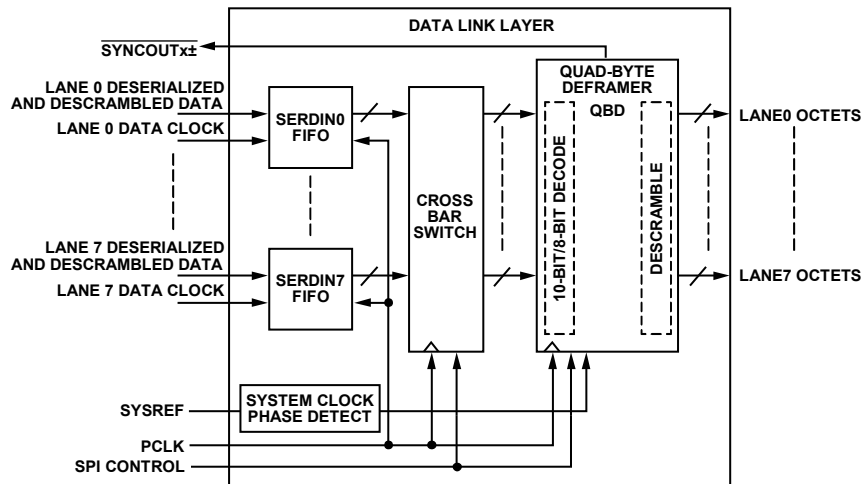 DATA LINK LAYER
SYNCOUTx±
QUAD-BYTE
DEFRAMER
QBD
LANE 0 DESERIALIZED
AND DESCRAMBLED DATA
LANE 0 DATA CLOCK
SERDIN0
FIFO
LANE0 OCTETS
CROSS
BAR
SWITCH
10-BIT/8-BIT DECODE
DESCRAMBLE
LANE 7 DESERIALIZED
AND DESCRAMBLED DATA
LANE 7 DATA CLOCK
SERDIN7
FIFO
LANE7 OCTETS
SYSREF
SYSTEM CLOCK
PHASE DETECT
PCLK
SPI CONTROL